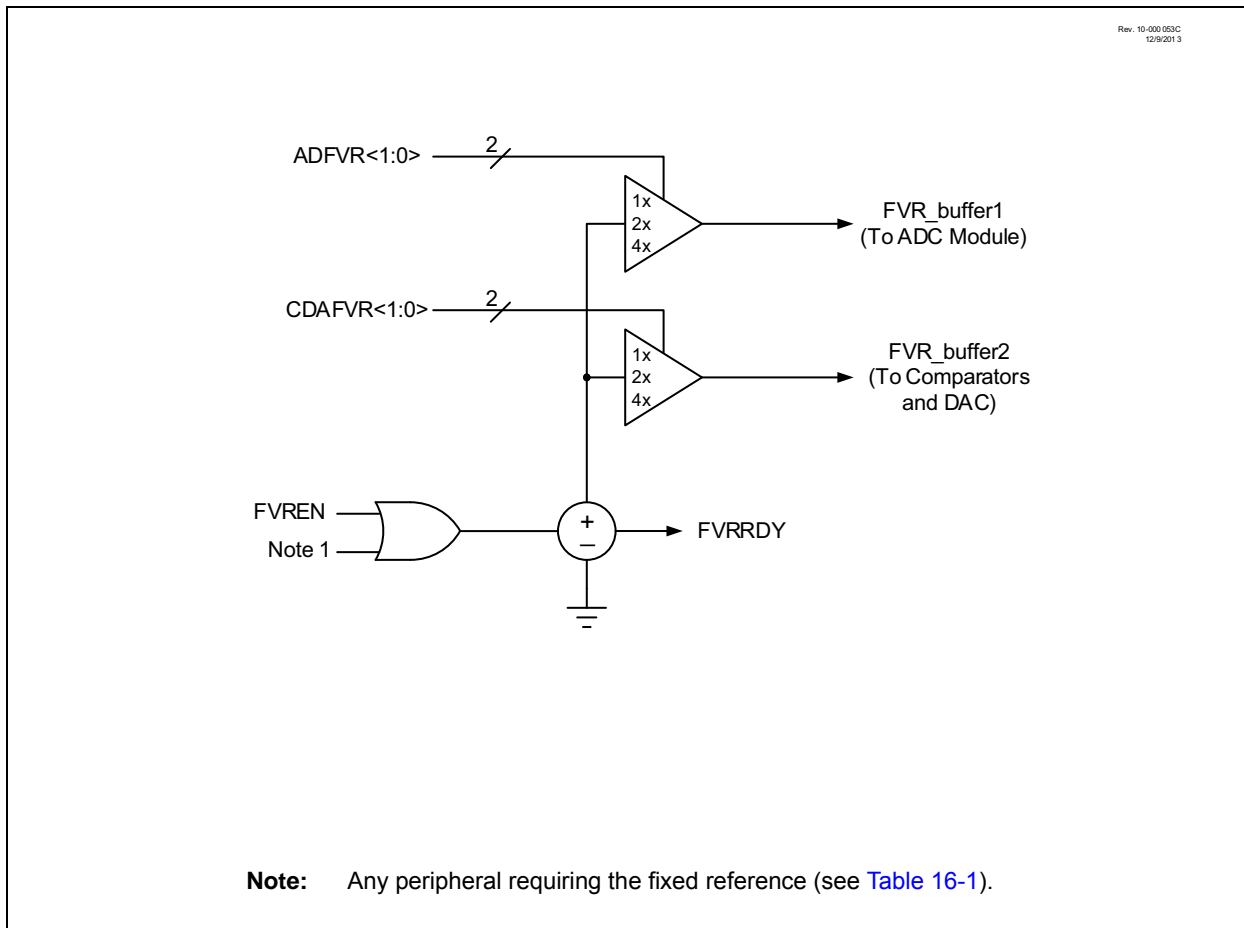 Rev. 10-000 053C
12/9/201 3
ADFVR<1:0>
2
1x
2x
4x
FVR_buffer1
(To ADC Module)
CDAFVR<1:0>
2
1x
2x
4x
FVR_buffer2
(To Comparators
and DAC)
FVREN
Note 1
+
–
FVRRDY
Note: Any peripheral requiring the fixed reference (see Table 16-1).